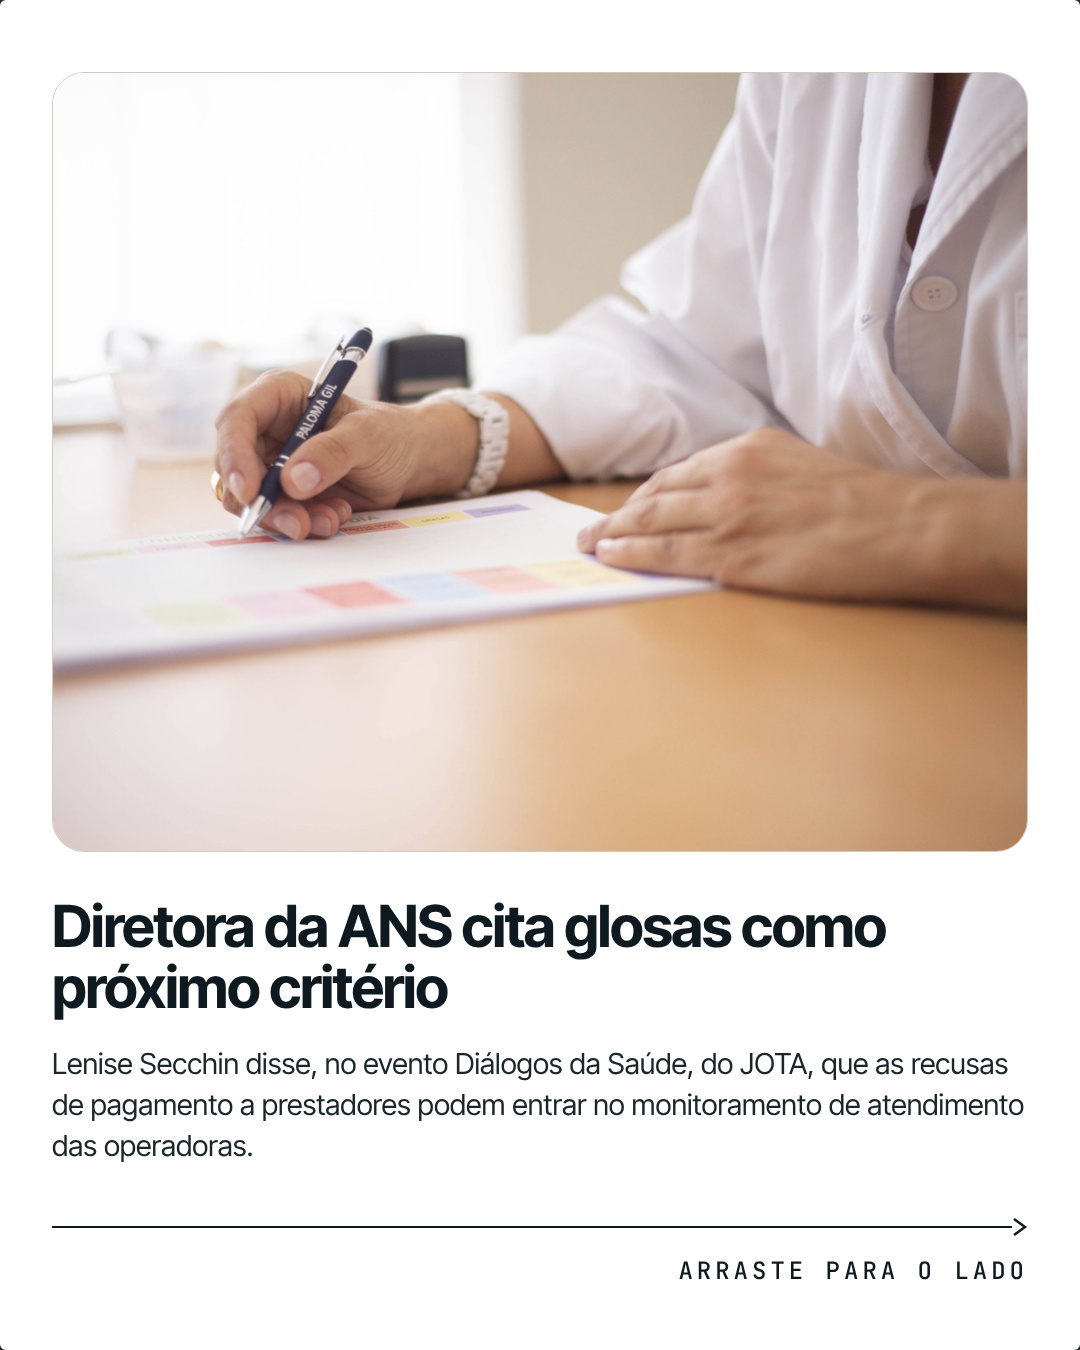 PALOMA GIL
Diretora da ANS cita glosas como
próximo critério
Lenise Secchin disse, no evento Diálogos da Saúde, do JOTA, que as recusas
de pagamento a prestadores podem entrar no monitoramento de atendimento
das operadoras.
ARRASTE PARA O LADO